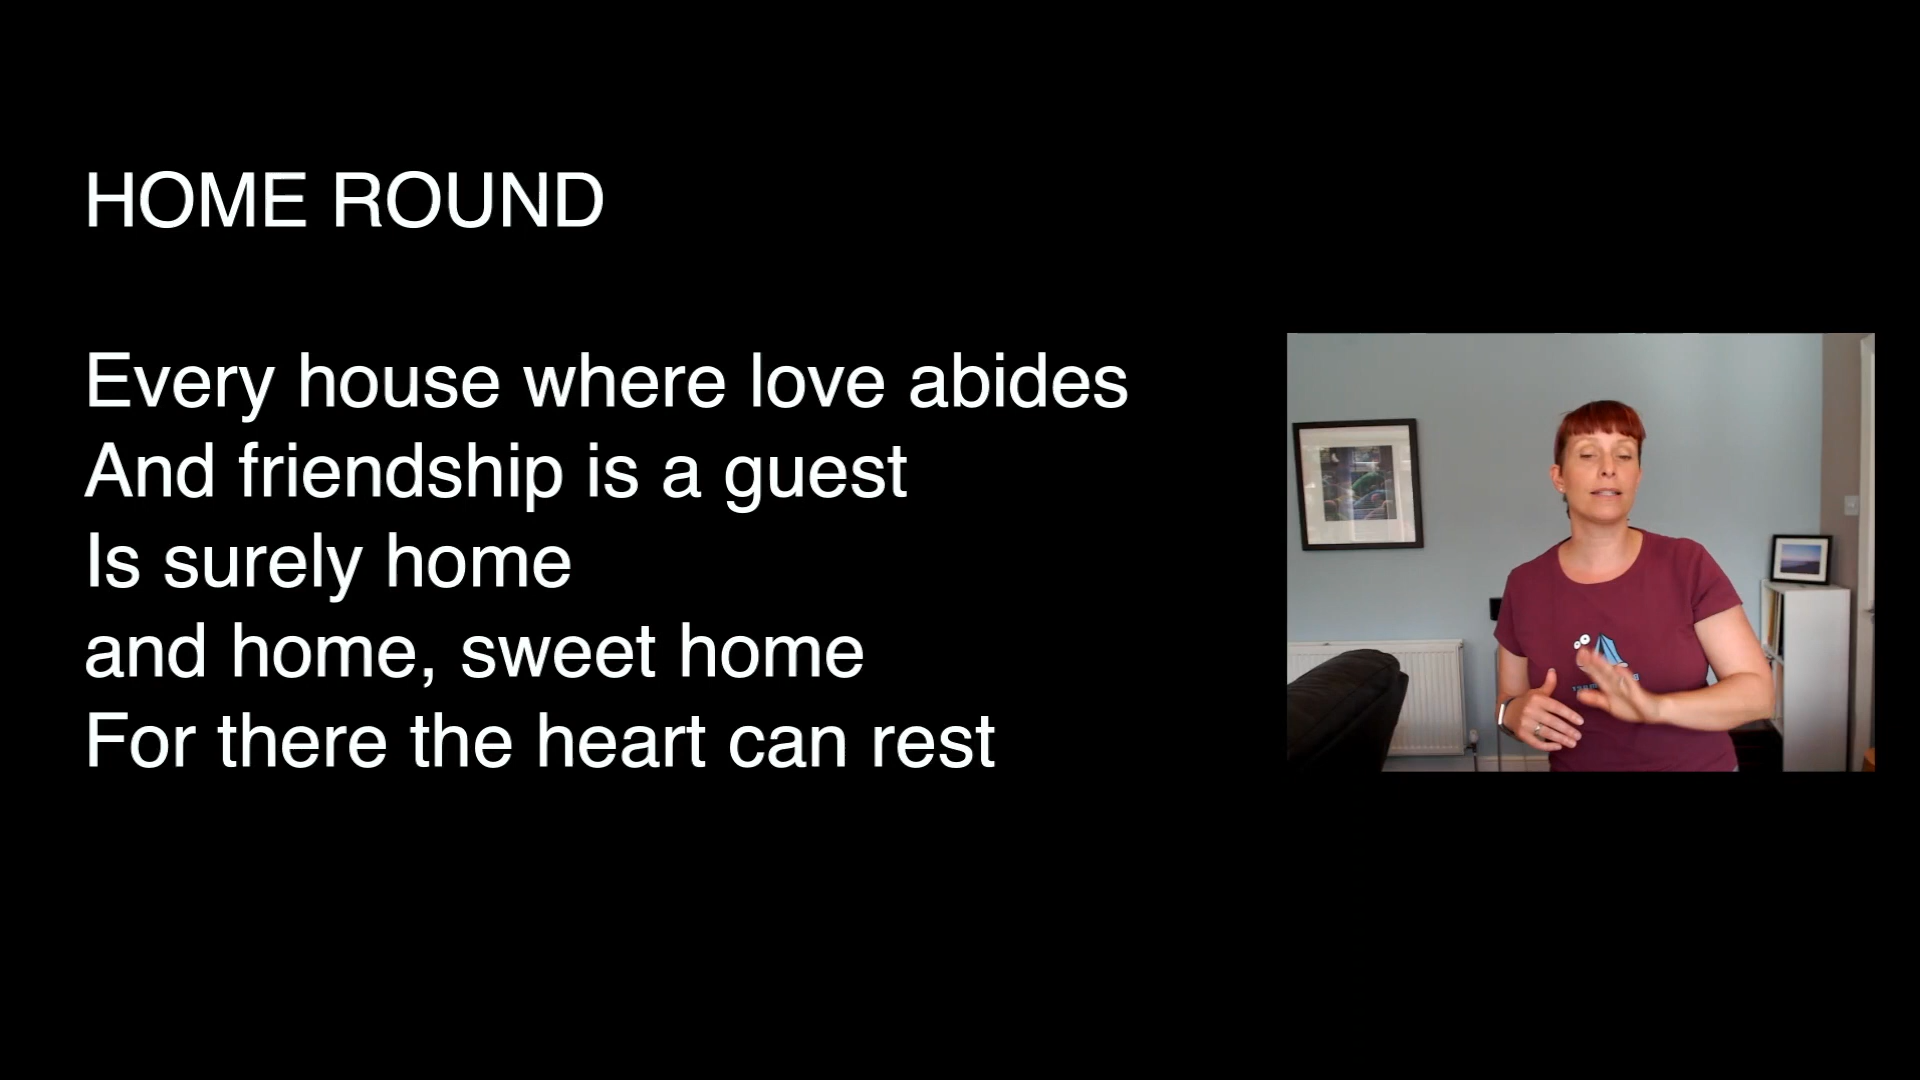 HOME ROUND
Every house where love abides
And friendship is a guest
Is surely home
and home, sweet home
For there the heart can rest